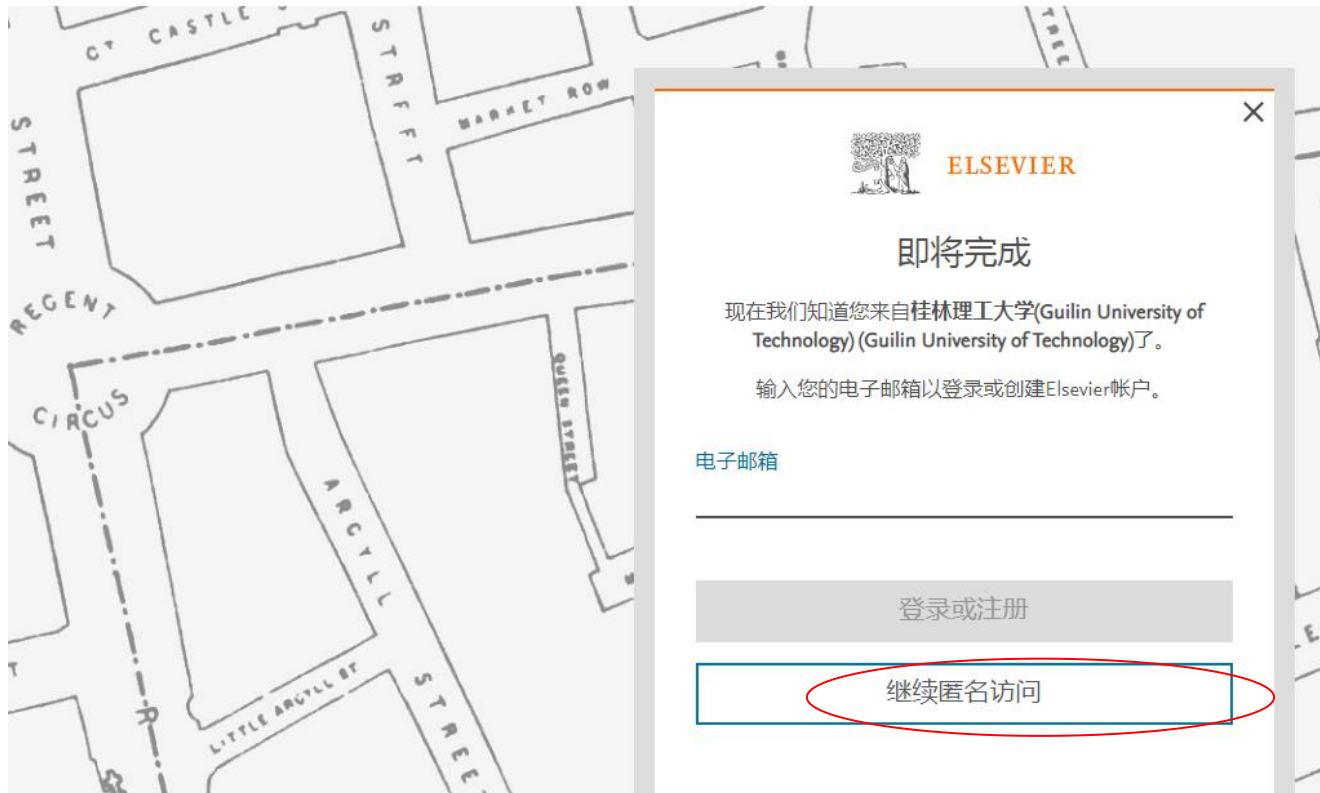 GT CASTLE
STREET
STREET
MARKET ROW
STREET
REGENT
CIRCUS
QUEEN STREET
ARGYLL
STREET
LITTLE ARGYLL ST
ELSEVIER
即将完成
现在我们知道您来自桂林理工大学(Guilin University of
Technology) (Guilin University of Technology)了。
输入您的电子邮箱以登录或创建Elsevier帐户。
电子邮箱
登录或注册
继续匿名访问